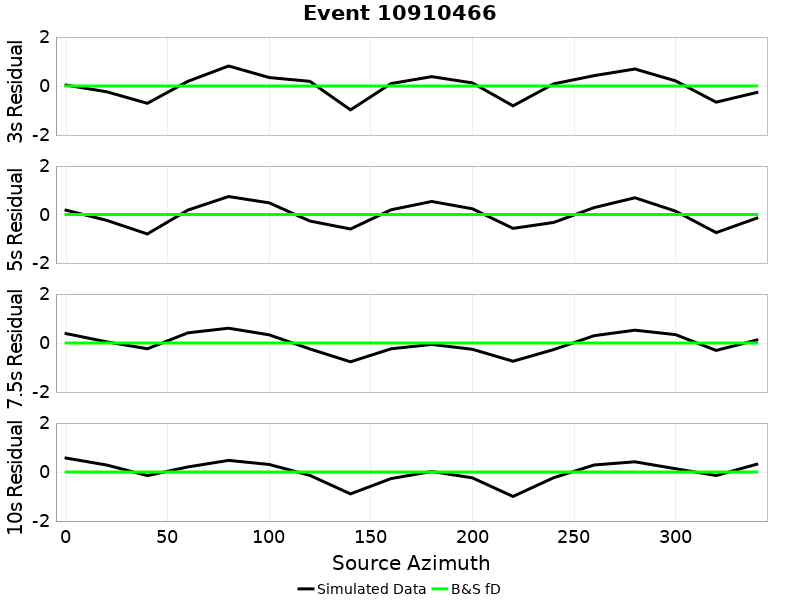 Event 10910466
3s Residual
2
0
-2
5s Residual
2
0
-2
7.5s Residual
2
0
-2
10s Residual
2
0
-2
0 50 100 150 200 250 300
Source Azimuth
Simulated Data B&S fD